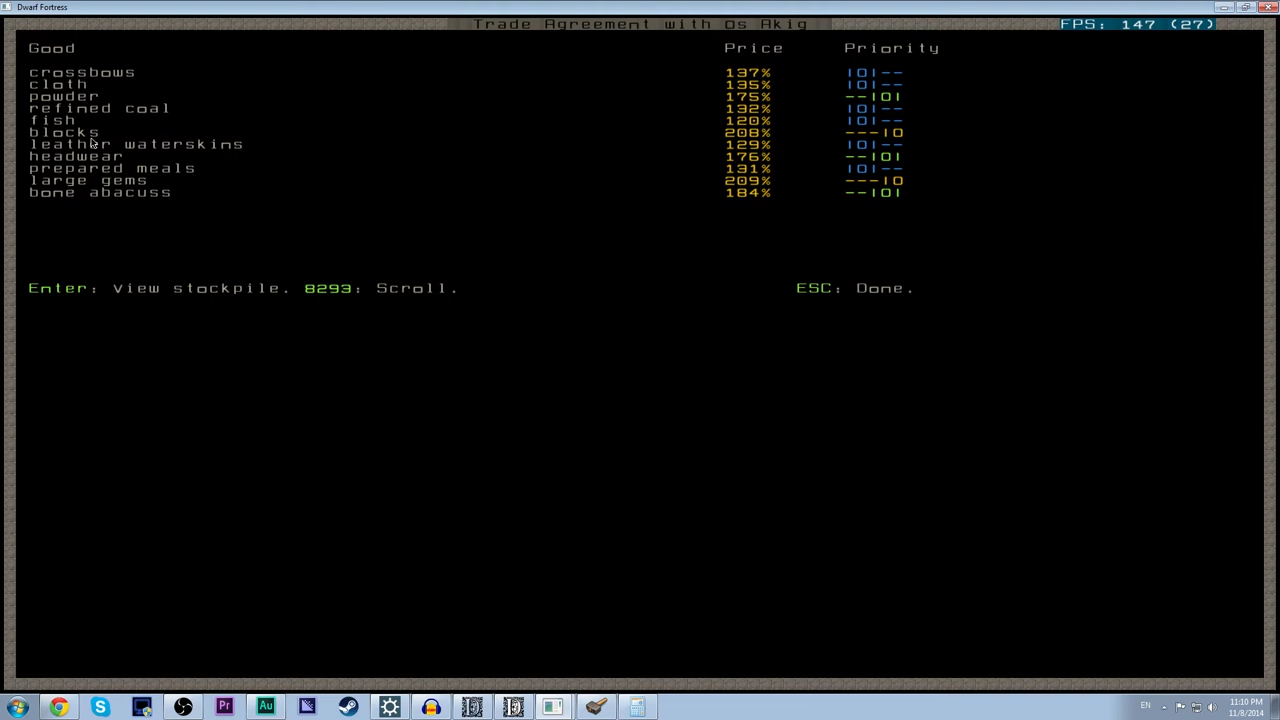 Dwarf Fortress
Trade Agreement with Os Akig
FPS: 147 (27)
Good Price Priority
crossbows 137% |O|--
cloth 135% |O|--
powder 175% --|O|
refined coal 132% |O|--
fish 120% |O|--
blocks 208% ---|O
leather waterskins 129% |O|--
headwear 176% --|O|
prepared meals 131% |O|--
large gems 209% ---|O
bone abacuss 184% --|O|
Enter: View stockpile. 8293: Scroll. ESC: Done.
Pr
Au
EN
11:10 PM
11/8/2014